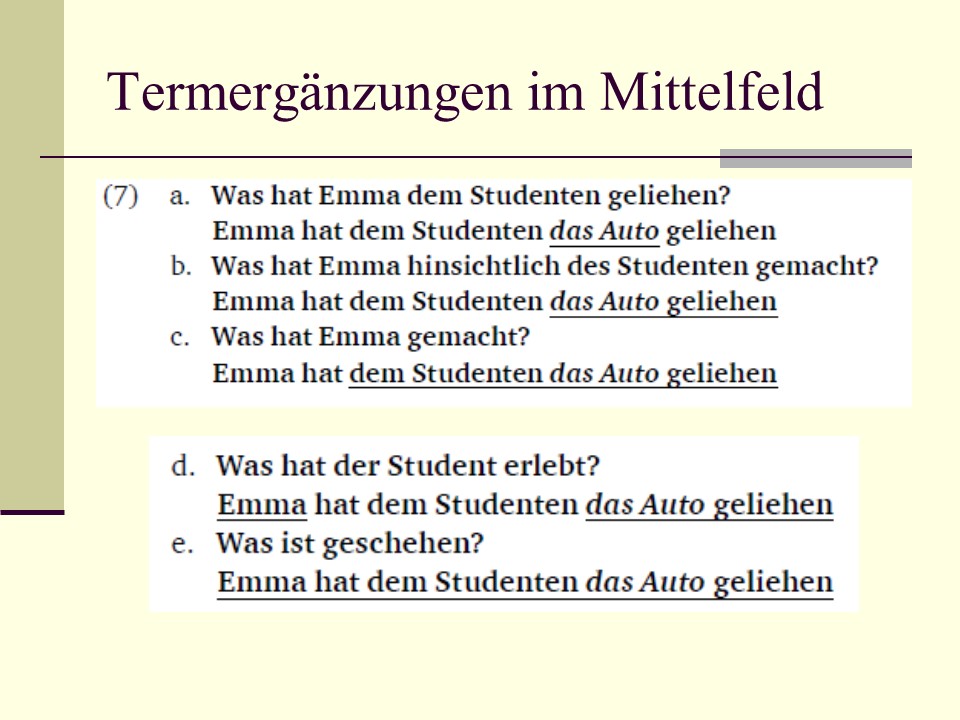 Termergänzungen im Mittelfeld
(7) a. Was hat Emma dem Studenten geliehen?
Emma hat dem Studenten das Auto geliehen
b. Was hat Emma hinsichtlich des Studenten gemacht?
Emma hat dem Studenten das Auto geliehen
c. Was hat Emma gemacht?
Emma hat dem Studenten das Auto geliehen
d. Was hat der Student erlebt?
Emma hat dem Studenten das Auto geliehen
e. Was ist geschehen?
Emma hat dem Studenten das Auto geliehen